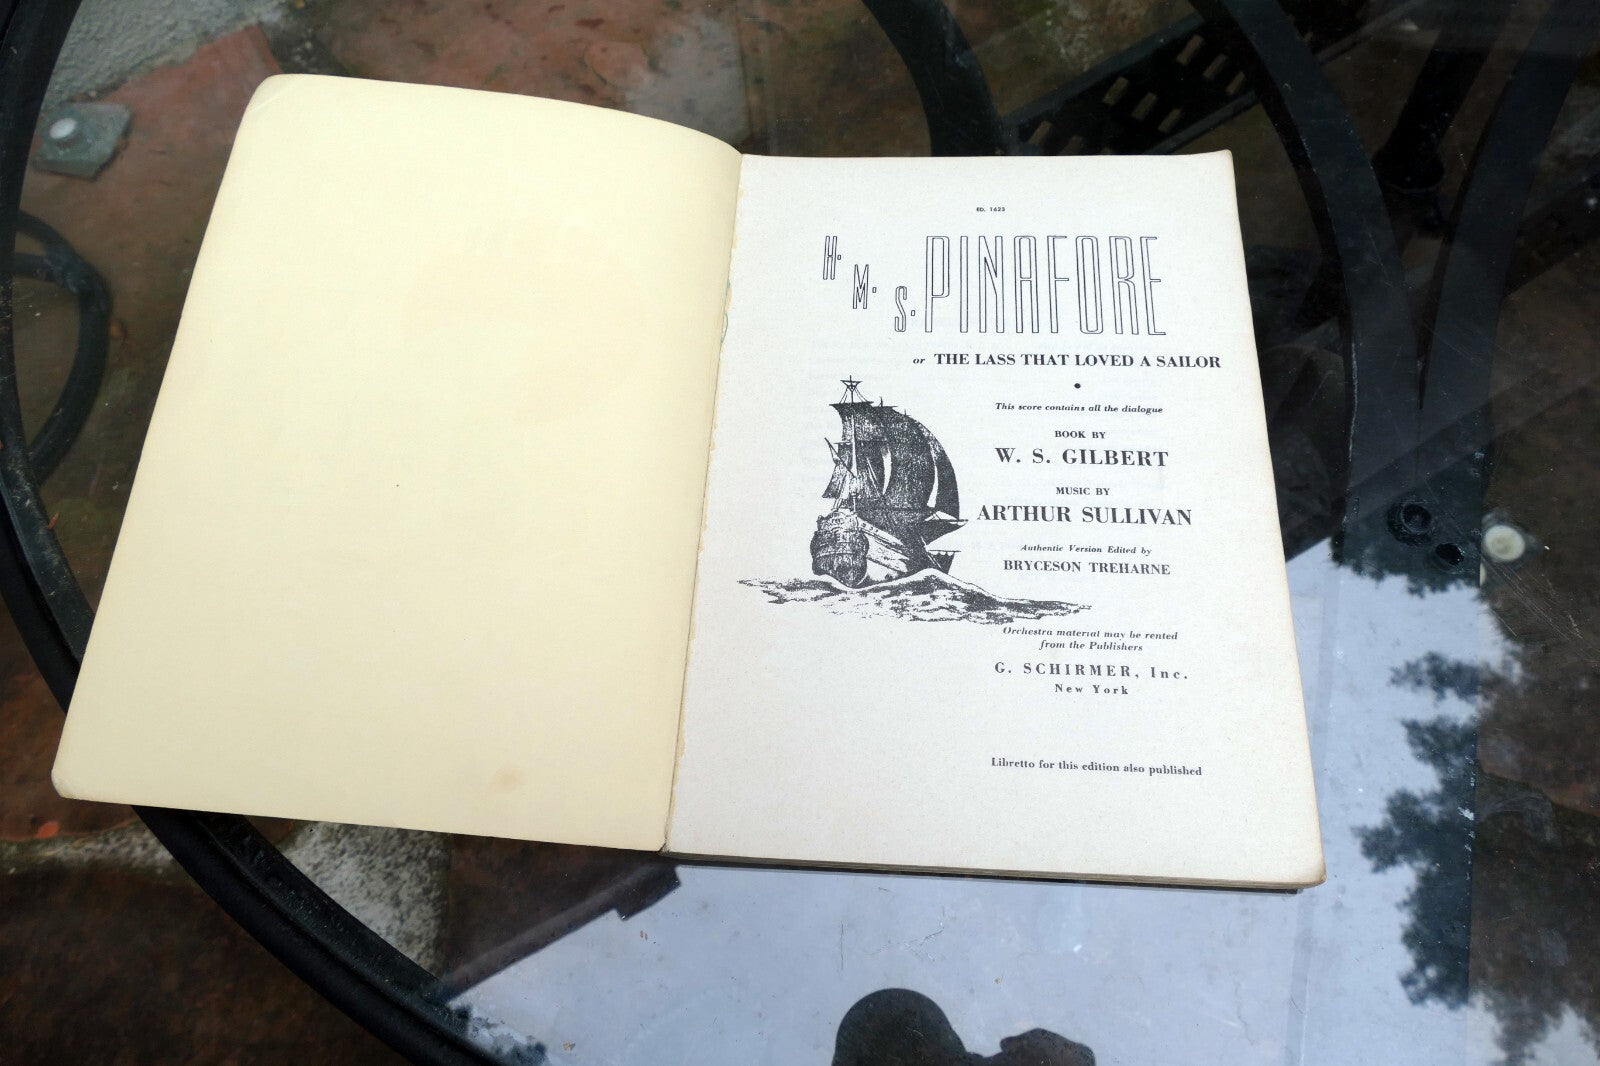 ED. 1623
H. M. S. PINAFORE
or THE LASS THAT LOVED A SAILOR
This score contains all the dialogue
BOOK BY
W. S. GILBERT
MUSIC BY
ARTHUR SULLIVAN
Authentic Version Edited by
BRYCESON TREHARNE
Orchestra material may be rented
from the Publishers
G. SCHIRMER, Inc.
New York
Libretto for this edition also published